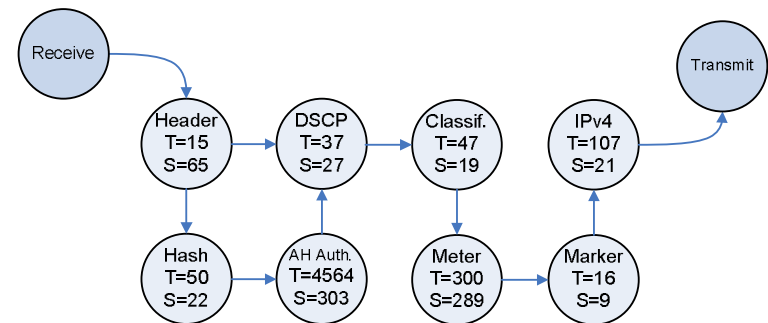 Receive
Transmit
Header
T=15
S=65
DSCP
T=37
S=27
Classif.
T=47
S=19
IPv4
T=107
S=21
Hash
T=50
S=22
AH Auth.
T=4564
S=303
Meter
T=300
S=289
Marker
T=16
S=9